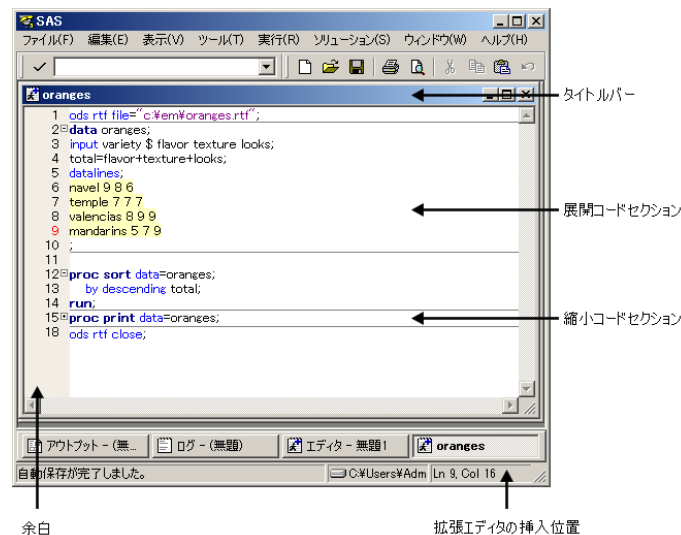 SAS
ファイル(F) 編集(E) 表示(V) ツール(T) 実行(R) ソリューション(S) ウィンドウ(W) ヘルプ(H)
oranges
タイトルバー
1 ods rtf file="c:¥em¥oranges.rtf";
2 data oranges;
3 input variety $ flavor texture looks;
4 total=flavor+texture+looks;
5 datalines;
6 navel 9 8 6
7 temple 7 7 7
8 valencias 8 9 9
展開コードセクション
9 mandarins 5 7 9
10 ;
11
12 proc sort data=oranges;
13 by descending total;
14 run;
15 proc print data=oranges;
縮小コードセクション
18 ods rtf close;
アウトプット - (無...
ログ - (無題)
エディタ - 無題1
oranges
自動保存が完了しました。
C:¥Users¥Adm
Ln 9, Col 16
余白
拡張エディタの挿入位置